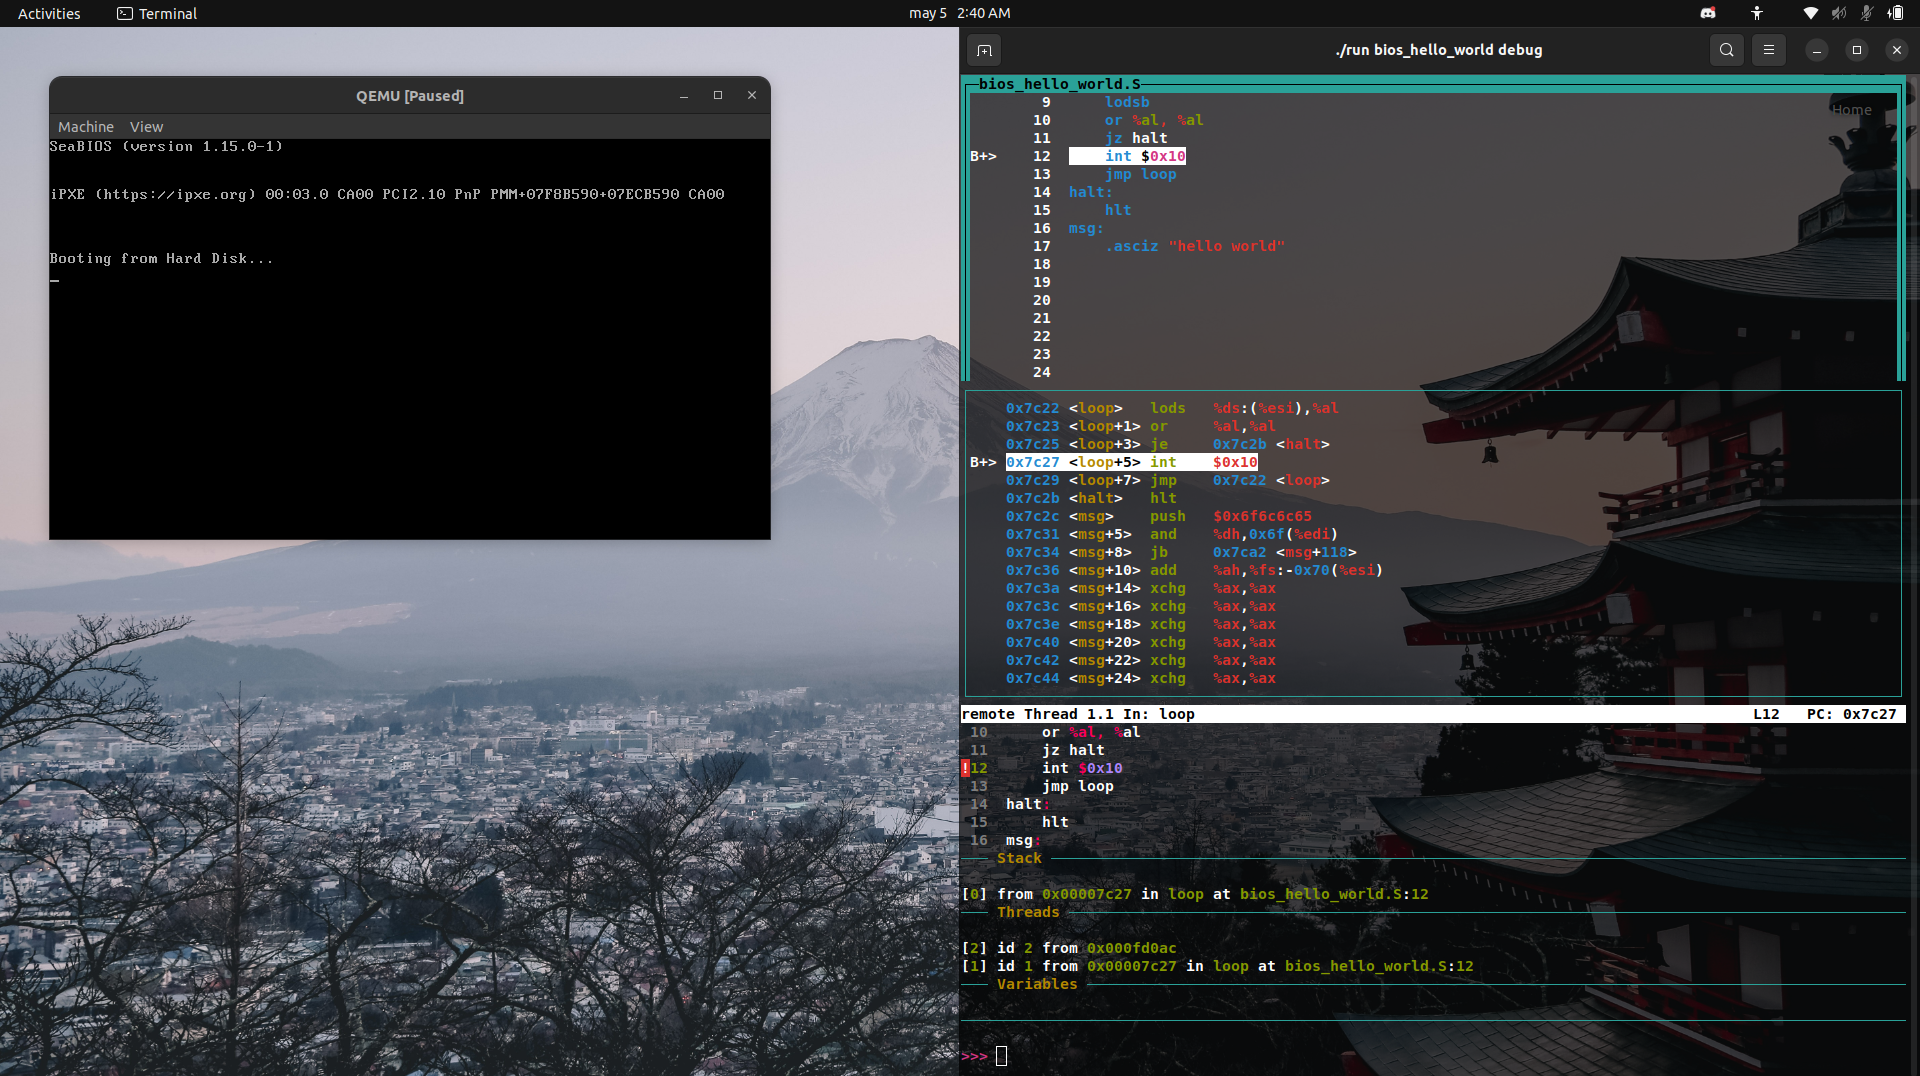 Activities
Terminal
may 5 2:40 AM
QEMU [Paused]
Machine View
SeaBIOS (version 1.15.0-1)
iPXE (https://ipxe.org) 00:03.0 CA00 PCI2.10 PnP PMM+07F8B590+07ECB590 CA00
Booting from Hard Disk...
./run bios_hello_world debug
Home
bios_hello_world.S
9 lodsb
10 or %al, %al
11 jz halt
B+> 12 int $0x10
13 jmp loop
14 halt:
15 hlt
16 msg:
17 .asciz "hello world"
18
19
20
21
22
23
24
0x7c22 <loop> lods %ds:(%esi),%al
0x7c23 <loop+1> or %al,%al
0x7c25 <loop+3> je 0x7c2b <halt>
B+> 0x7c27 <loop+5> int $0x10
0x7c29 <loop+7> jmp 0x7c22 <loop>
0x7c2b <halt> hlt
0x7c2c <msg> push $0x6f6c6c65
0x7c31 <msg+5> and %dh,0x6f(%edi)
0x7c34 <msg+8> jb 0x7ca2 <msg+118>
0x7c36 <msg+10> add %ah,%fs:-0x70(%esi)
0x7c3a <msg+14> xchg %ax,%ax
0x7c3c <msg+16> xchg %ax,%ax
0x7c3e <msg+18> xchg %ax,%ax
0x7c40 <msg+20> xchg %ax,%ax
0x7c42 <msg+22> xchg %ax,%ax
0x7c44 <msg+24> xchg %ax,%ax
remote Thread 1.1 In: loop L12 PC: 0x7c27
10 or %al, %al
11 jz halt
!12 int $0x10
13 jmp loop
14 halt:
15 hlt
16 msg:
Stack
[0] from 0x00007c27 in loop at bios_hello_world.S:12
Threads
[2] id 2 from 0x000fd0ac
[1] id 1 from 0x00007c27 in loop at bios_hello_world.S:12
Variables
>>>